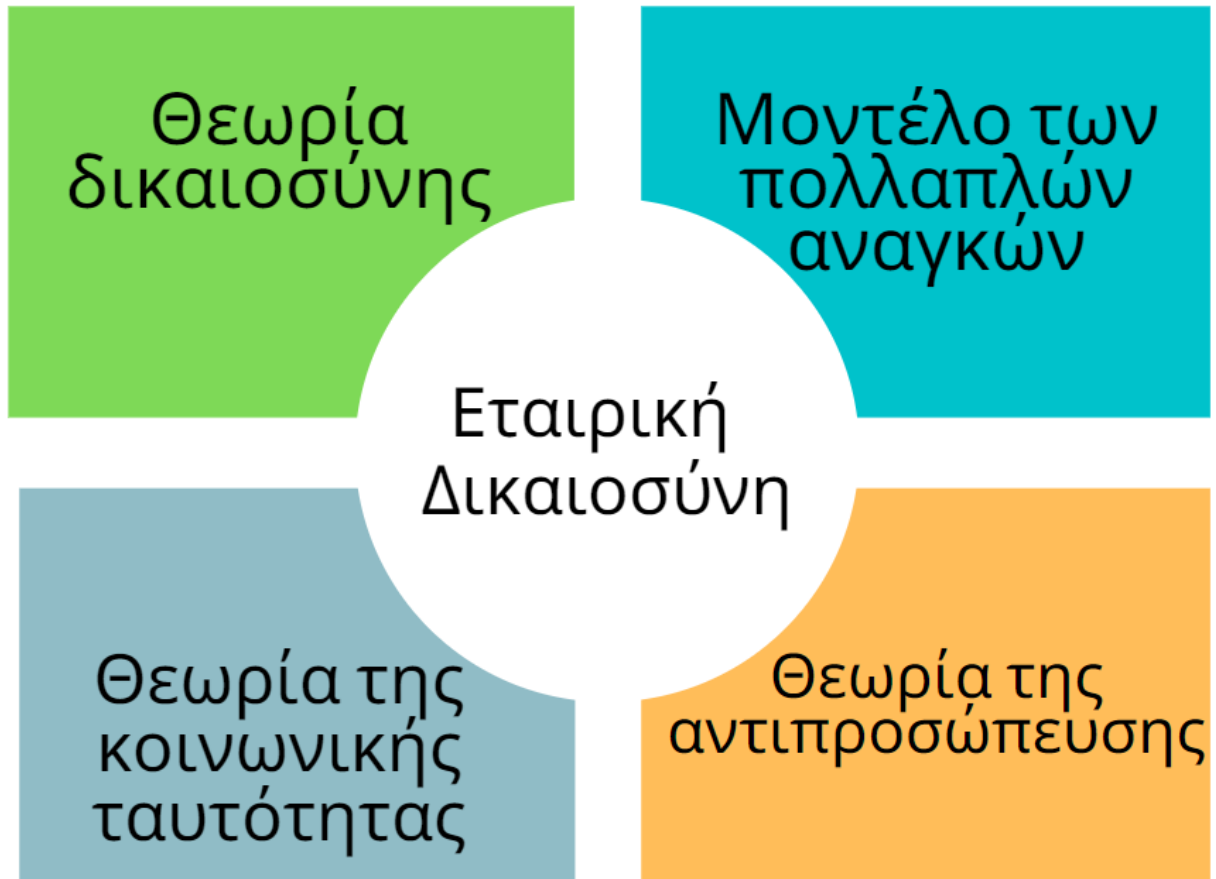 Θεωρία
δικαιοσύνης
Μοντέλο των
πολλαπλών
αναγκών
Εταιρική
Δικαιοσύνη
Θεωρία της
κοινωνικής
ταυτότητας
Θεωρία της
αντιπροσώπευσης